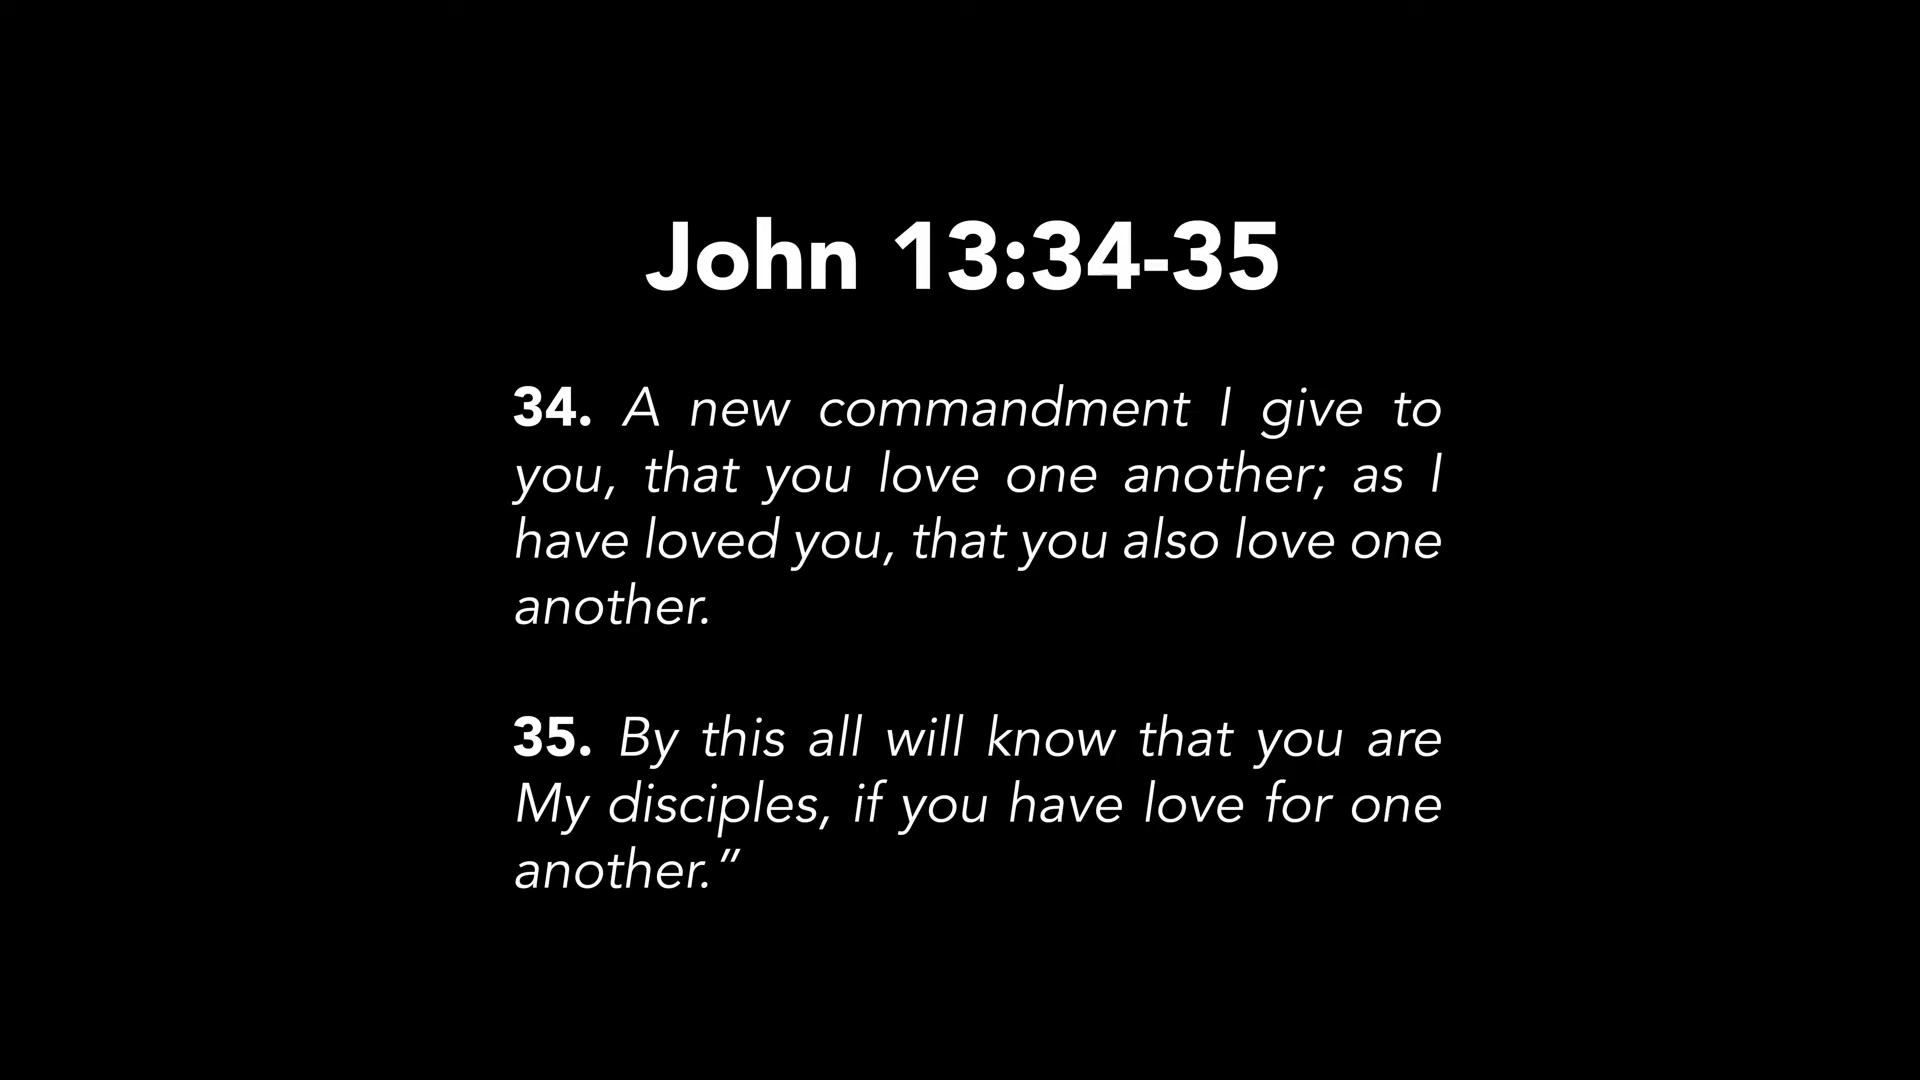 John 13:34-35
34. A new commandment I give to
you, that you love one another; as I
have loved you, that you also love one
another.
35. By this all will know that you are
My disciples, if you have love for one
another.”